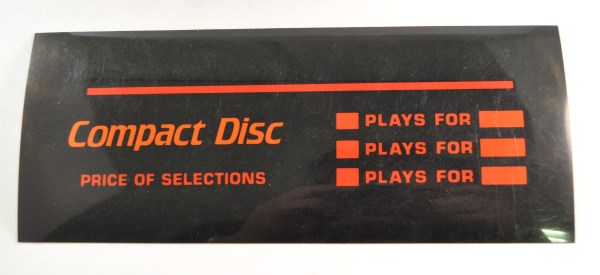 Compact Disc
PRICE OF SELECTIONS
PLAYS FOR
PLAYS FOR
PLAYS FOR